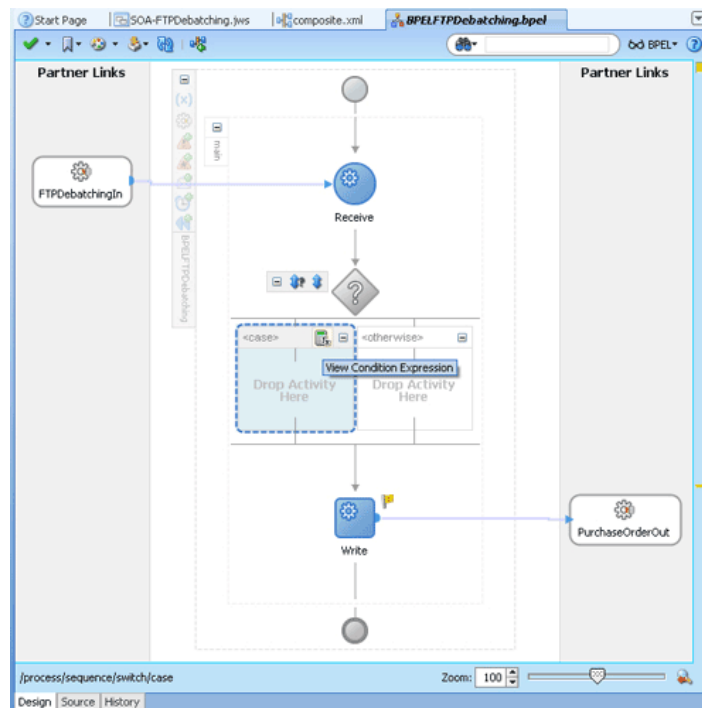 Start Page
SOA-FTPDebatching.jws
composite.xml
BPELFTPDebatching.bpel
BPEL
Partner Links
Partner Links
(x)
main
FTPDebatchingIn
Receive
BPELFTPDebatching
?
<case>
<otherwise>
View Condition Expression
Drop Activity
Here
Drop Activity
Here
Write
PurchaseOrderOut
/process/sequence/switch/case
Zoom: 100
Design Source History